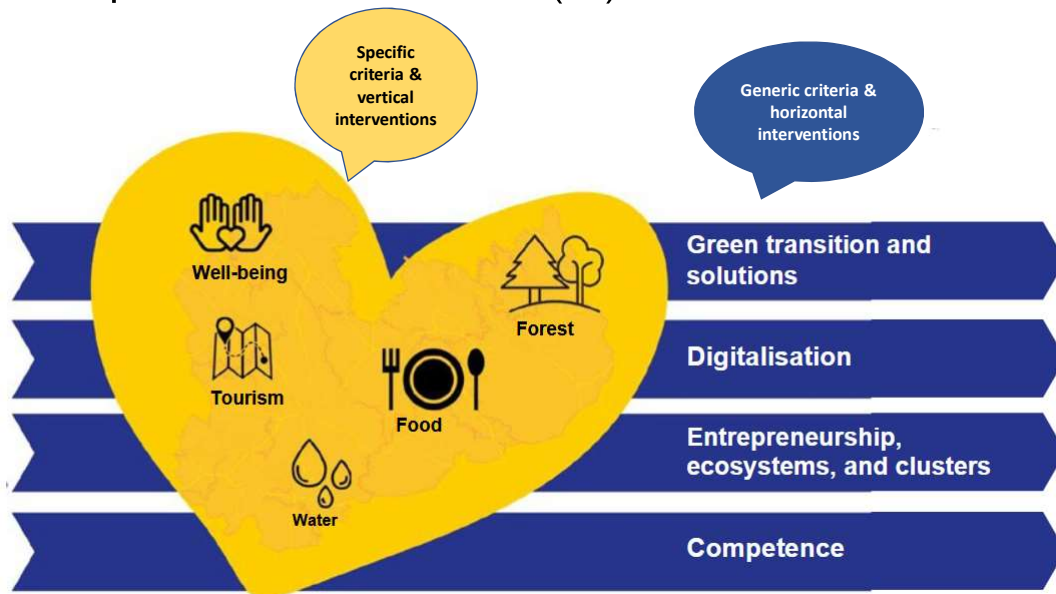 Specific
criteria &
vertical
interventions
Generic criteria &
horizontal
interventions
Well-being
Forest
Tourism
Food
Water
Green transition and
solutions
Digitalisation
Entrepreneurship,
ecosystems, and clusters
Competence